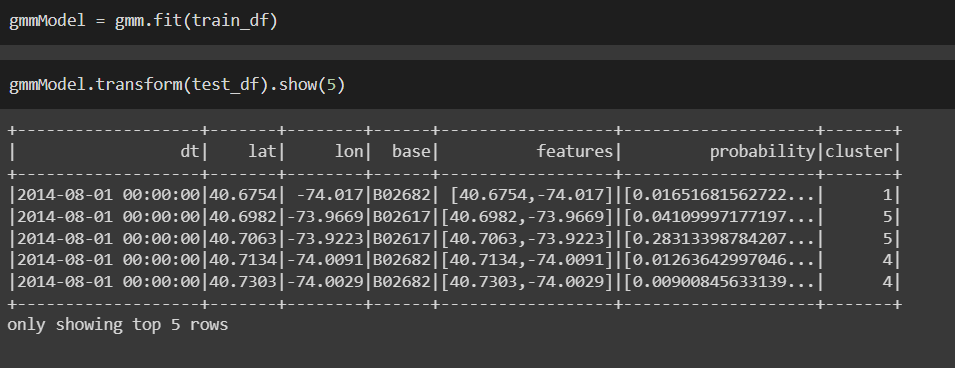 gmmModel = gmm.fit(train_df)
gmmModel.transform(test_df).show(5)
+-------------------+-------+--------+------+------------------+--------------------+-------+
|                 dt|    lat|     lon|  base|          features|         probability|cluster|
+-------------------+-------+--------+------+------------------+--------------------+-------+
|2014-08-01 00:00:00|40.6754| -74.017|B02682| [40.6754,-74.017]|[0.01651681562722...|      1|
|2014-08-01 00:00:00|40.6982|-73.9669|B02617|[40.6982,-73.9669]|[0.04109997177197...|      5|
|2014-08-01 00:00:00|40.7063|-73.9223|B02617|[40.7063,-73.9223]|[0.28313398784207...|      5|
|2014-08-01 00:00:00|40.7134|-74.0091|B02682|[40.7134,-74.0091]|[0.01263642997046...|      4|
|2014-08-01 00:00:00|40.7303|-74.0029|B02682|[40.7303,-74.0029]|[0.00900845633139...|      4|
+-------------------+-------+--------+------+------------------+--------------------+-------+
only showing top 5 rows